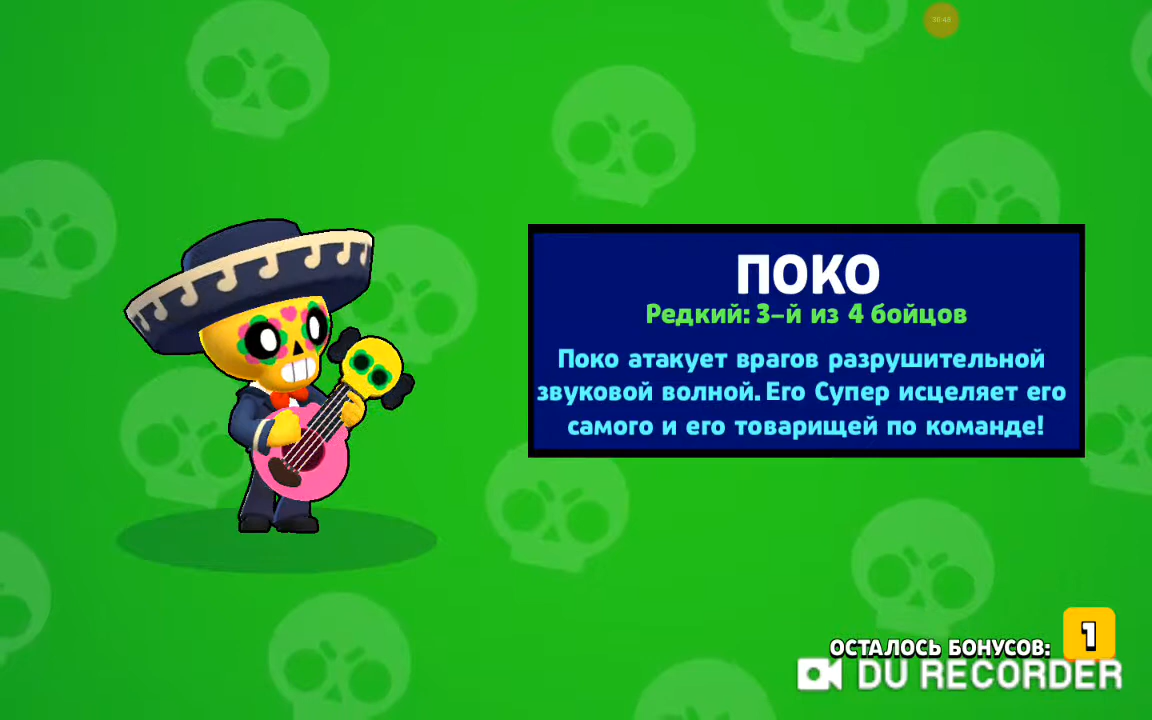 ПОКО
Редкий: 3-й из 4 бойцов
Поко атакует врагов разрушительной
звуковой волной. Его Супер исцеляет его
самого и его товарищей по команде!
ОСТАЛОСЬ БОНУСОВ: 1
DU RECORDER